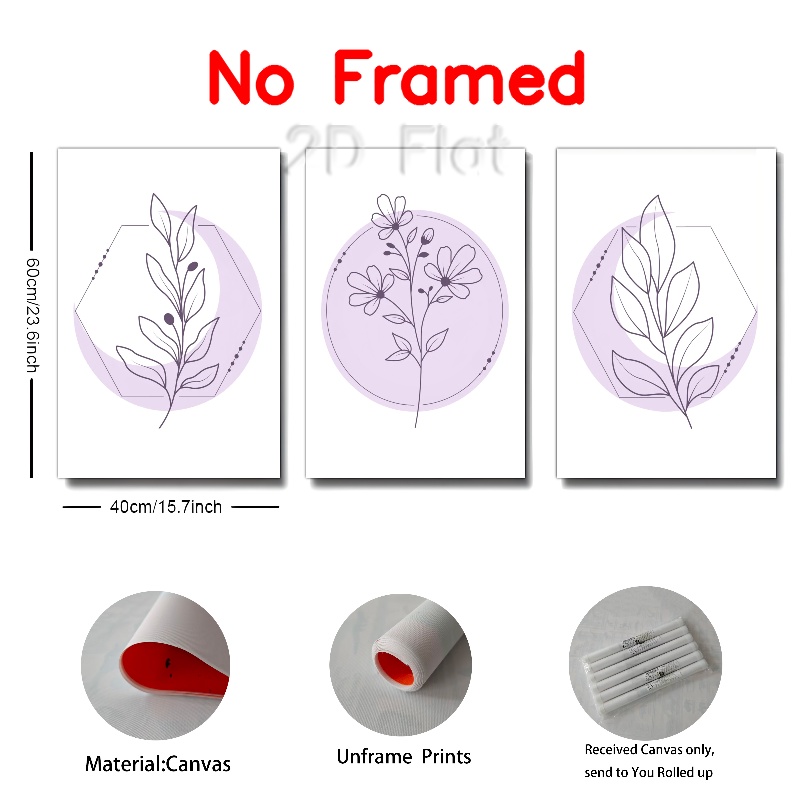 No Framed
2D Flat
60cm/23.6inch
40cm/15.7inch
Material:Canvas
Unframe Prints
Received Canvas only,
send to You Rolled up